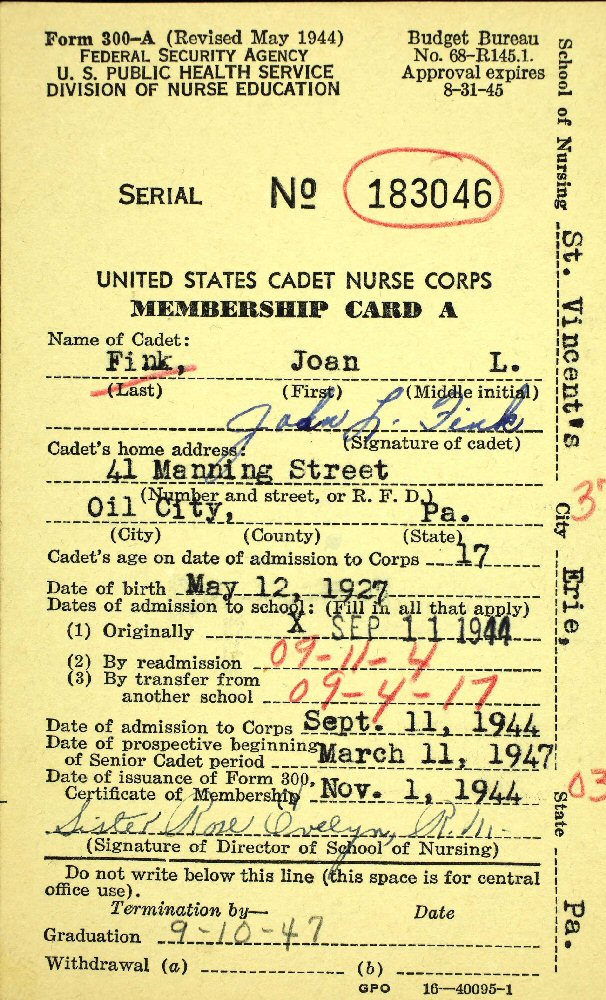 Form 300-A (Revised May 1944)
FEDERAL SECURITY AGENCY
U. S. PUBLIC HEALTH SERVICE
DIVISION OF NURSE EDUCATION
Budget Bureau
No. 68-R145.1.
Approval expires
8-31-45
SERIAL Nº 183046
UNITED STATES CADET NURSE CORPS
MEMBERSHIP CARD A
Name of Cadet:
Fink, Joan L.
(Last) (First) (Middle initial)
Joan L. Fink
(Signature of cadet)
Cadet's home address:
41 Manning Street
(Number and street, or R. F. D.)
Oil City, Pa.
(City) (County) (State)
Cadet's age on date of admission to Corps 17
Date of birth May 12, 1927
Dates of admission to school: (Fill in all that apply)
(1) Originally X SEP 11 1944
(2) By readmission 09-11-4
(3) By transfer from
another school 09-4-17
Date of admission to Corps Sept. 11, 1944
Date of prospective beginning
of Senior Cadet period March 11, 1947
Date of issuance of Form 300,
Certificate of Membership Nov. 1, 1944
Sister Rose Evelyn, R.N.
(Signature of Director of School of Nursing)
Do not write below this line (this space is for central
office use).
Termination by— Date
Graduation 9-10-47
Withdrawal (a) (b)
GPO 16—40095-1
School of Nursing St. Vincent's City Erie, State Pa.
37
03